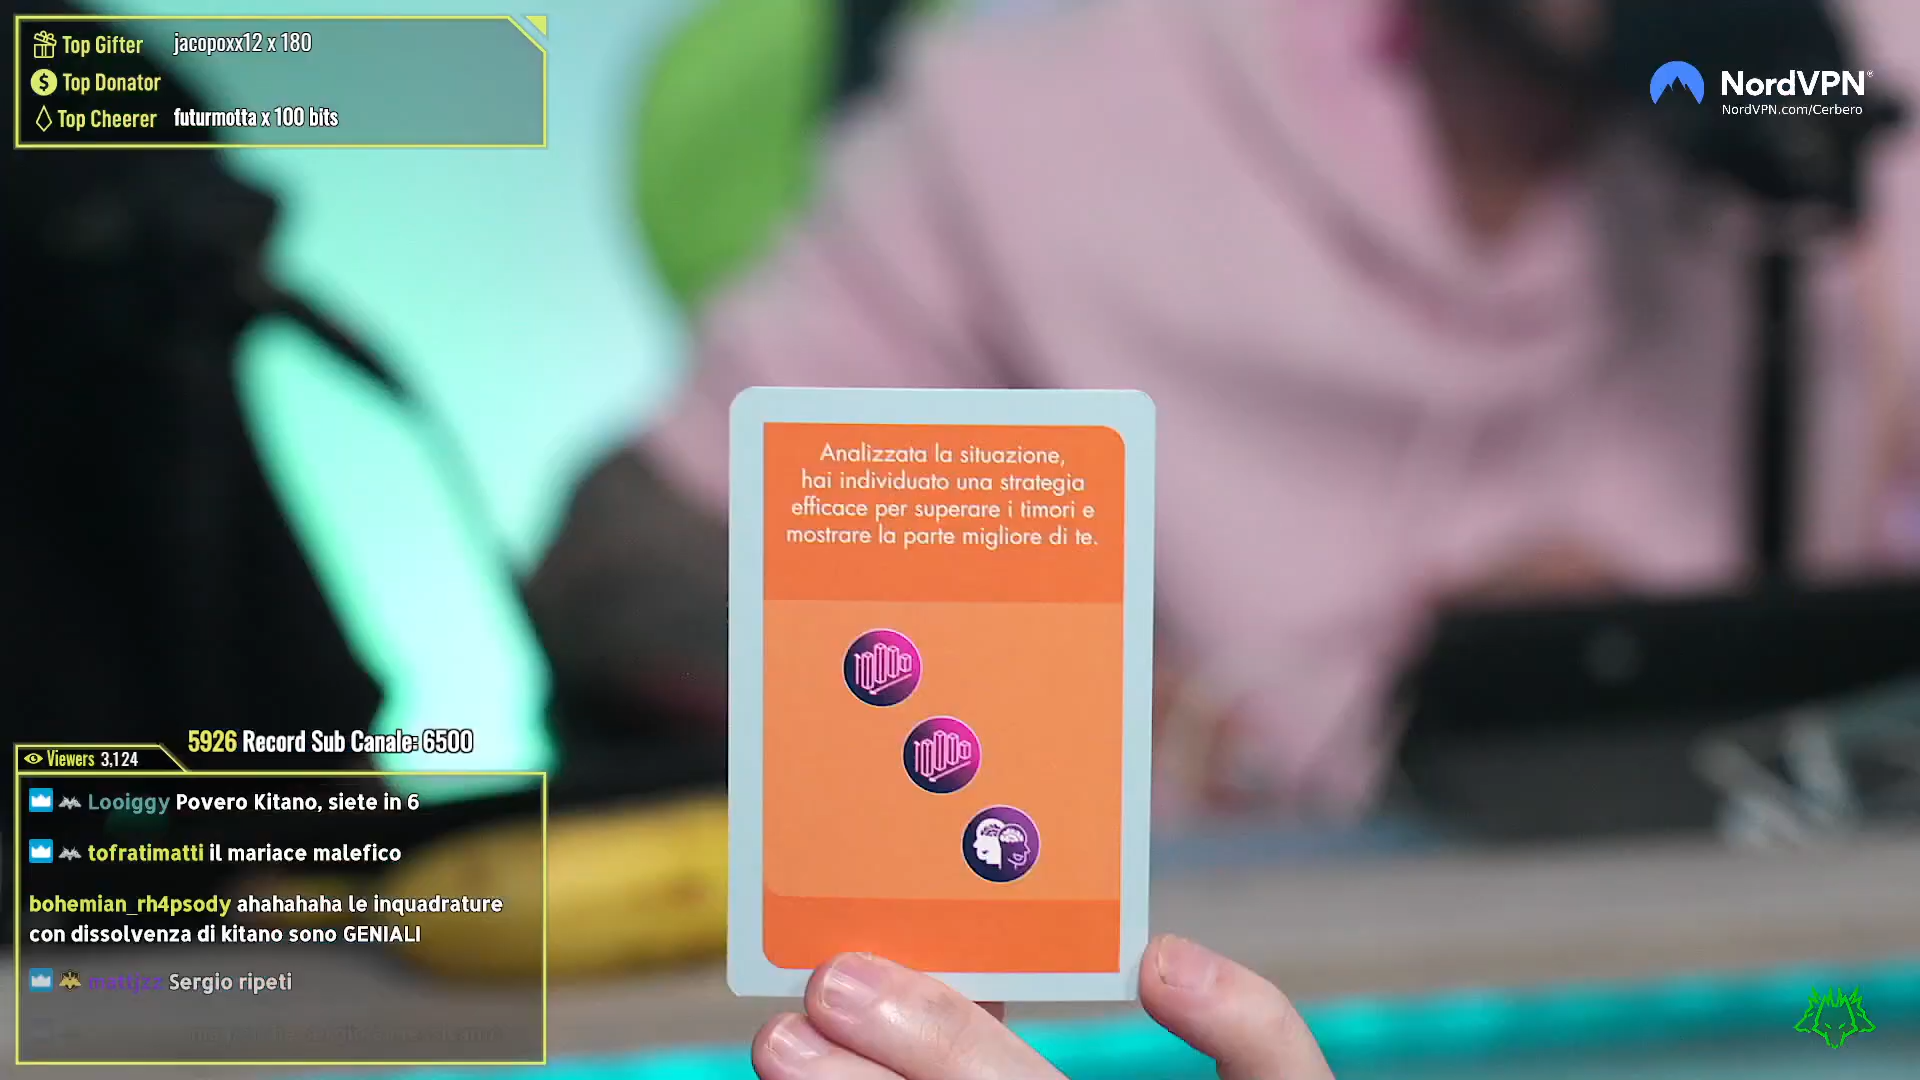 Top Gifter jacopoxx12 x 180
Top Donator
Top Cheerer futurmotta x 100 bits
NordVPN®
NordVPN.com/Cerbero
Analizzata la situazione,
hai individuato una strategia
efficace per superare i timori e
mostrare la parte migliore di te.
5926 Record Sub Canale: 6500
Viewers 3,124
Looiggy Povero Kitano, siete in 6
tofratimatti il mariace malefico
bohemian_rh4psody ahahahaha le inquadrature
con dissolvenza di kitano sono GENIALI
mattjzz Sergio ripeti